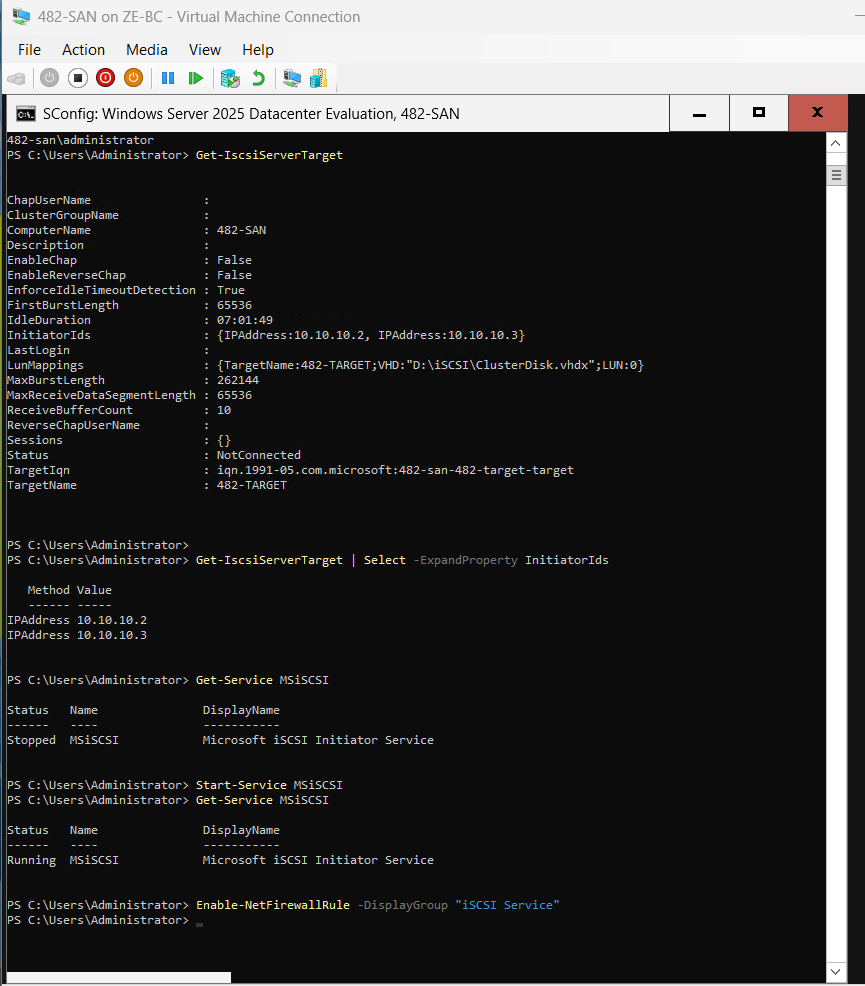 482-SAN on ZE-BC - Virtual Machine Connection
File Action Media View Help
SConfig: Windows Server 2025 Datacenter Evaluation, 482-SAN
482-san\administrator
PS C:\Users\Administrator> Get-IscsiServerTarget
ChapUserName :
ClusterGroupName :
ComputerName : 482-SAN
Description :
EnableChap : False
EnableReverseChap : False
EnforceIdleTimeoutDetection : True
FirstBurstLength : 65536
IdleDuration : 07:01:49
InitiatorIds : {IPAddress:10.10.10.2, IPAddress:10.10.10.3}
LastLogin :
LunMappings : {TargetName:482-TARGET;VHD:"D:\iSCSI\ClusterDisk.vhdx";LUN:0}
MaxBurstLength : 262144
MaxReceiveDataSegmentLength : 65536
ReceiveBufferCount : 10
ReverseChapUserName :
Sessions : {}
Status : NotConnected
TargetIqn : iqn.1991-05.com.microsoft:482-san-482-target-target
TargetName : 482-TARGET
PS C:\Users\Administrator>
PS C:\Users\Administrator> Get-IscsiServerTarget | Select -ExpandProperty InitiatorIds
Method Value
------ -----
IPAddress 10.10.10.2
IPAddress 10.10.10.3
PS C:\Users\Administrator> Get-Service MSiSCSI
Status Name DisplayName
------ ---- -----------
Stopped MSiSCSI Microsoft iSCSI Initiator Service
PS C:\Users\Administrator> Start-Service MSiSCSI
PS C:\Users\Administrator> Get-Service MSiSCSI
Status Name DisplayName
------ ---- -----------
Running MSiSCSI Microsoft iSCSI Initiator Service
PS C:\Users\Administrator> Enable-NetFirewallRule -DisplayGroup "iSCSI Service"
PS C:\Users\Administrator>